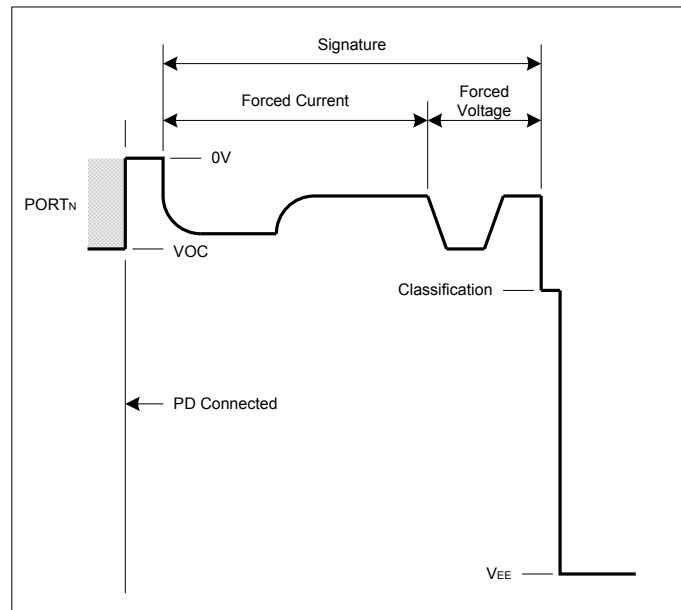 Signature
Forced Current
Forced
Voltage
0V
PORTN
VOC
Classification
PD Connected
VEE